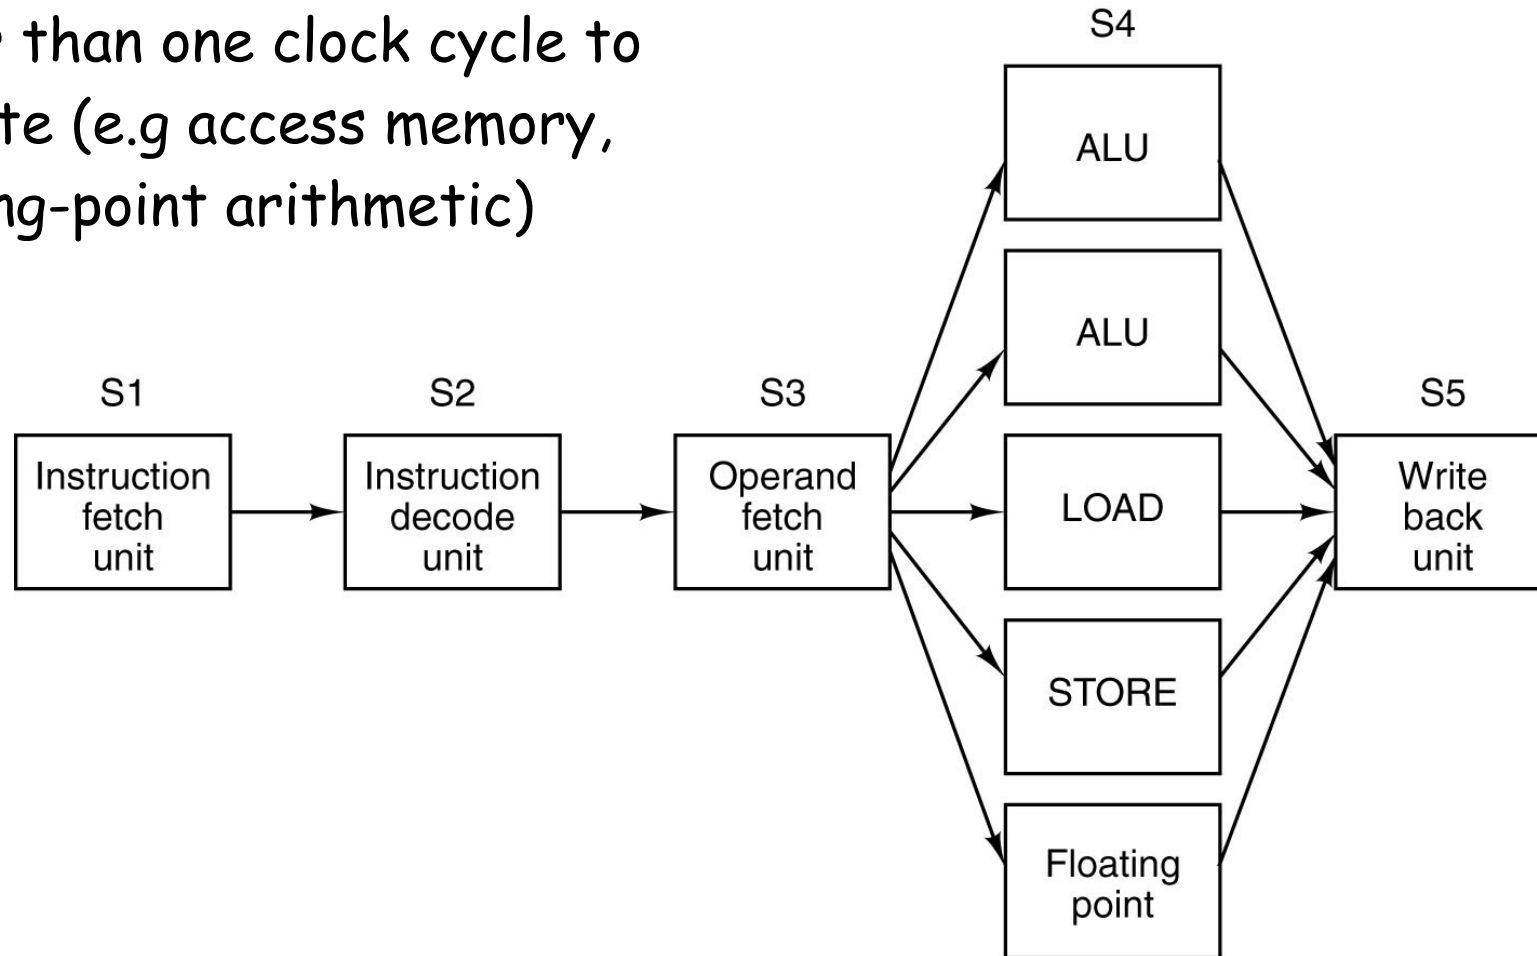 than one clock cycle to
te (e.g access memory,
ng-point arithmetic)
S4
ALU
ALU
S1
S2
S3
S5
Instruction
fetch
unit
Instruction
decode
unit
Operand
fetch
unit
LOAD
Write
back
unit
STORE
Floating
point